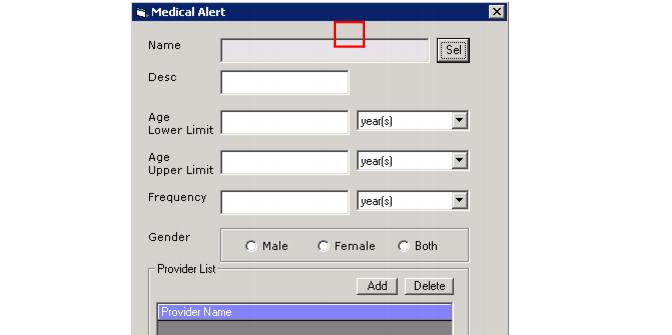 Medical Alert
Name
Sel
Desc
Age
Lower Limit
year(s)
Age
Upper Limit
year(s)
Frequency
year(s)
Gender
Male
Female
Both
Provider List
Add
Delete
Provider Name